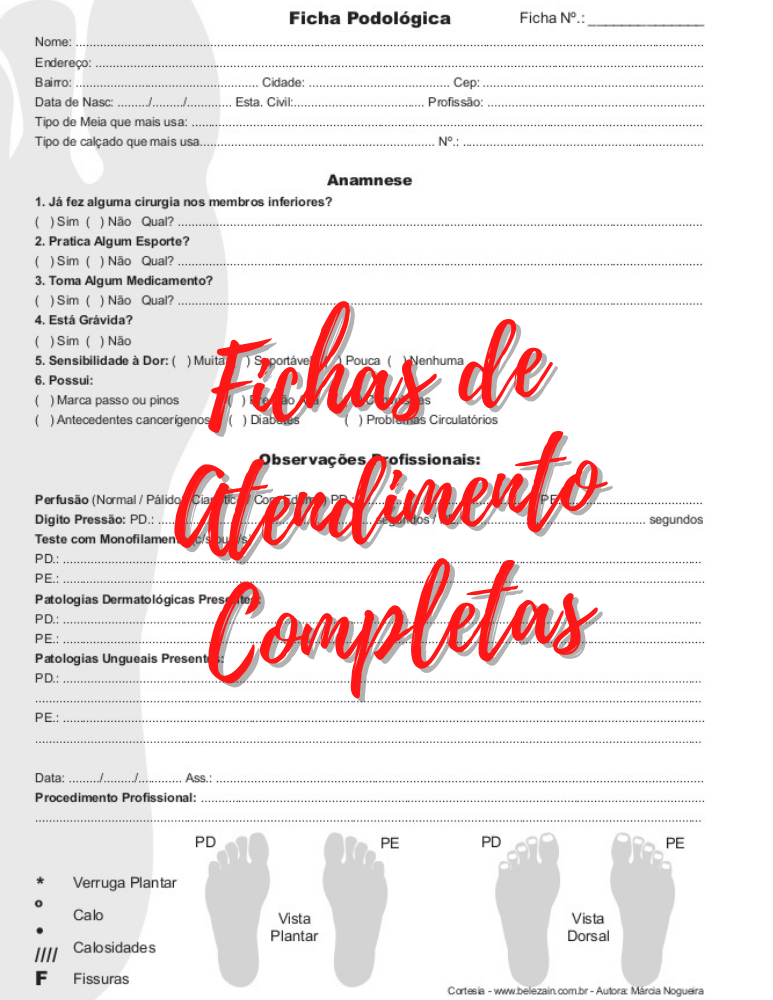 Ficha Podológica Ficha Nº.: _______________
Nome: ........................................
Endereço: ........................................
Bairro: .................... Cidade: .................... Cep: ....................
Data de Nasc: ........./........./............ Esta. Civil:.................... Profissão: ....................
Tipo de Meia que mais usa: ........................................
Tipo de calçado que mais usa.................... Nº.: ....................
Anamnese
1. Já fez alguma cirurgia nos membros inferiores?
( ) Sim ( ) Não Qual? ........................................
2. Pratica Algum Esporte?
( ) Sim ( ) Não Qual? ........................................
3. Toma Algum Medicamento?
( ) Sim ( ) Não Qual? ........................................
4. Está Grávida?
( ) Sim ( ) Não
5. Sensibilidade à Dor: ( ) Muita ( ) Suportável ( ) Pouca ( ) Nenhuma
6. Possui:
( ) Marca passo ou pinos ( ) Pressão Alta ( ) Convulsões
( ) Antecedentes cancerígenos ( ) Diabetes ( ) Problemas Circulatórios
Fichas de
Atendimento
Completas
Observações Profissionais:
Perfusão (Normal / Pálido / Cianótico / Com Edema) PD.: .................... PE.: ....................
Digito Pressão: PD.: .................... segundos / PE.: .................... segundos
Teste com Monofilamento (c/s ou s/s)
PD.: ........................................
PE.: ........................................
Patologias Dermatológicas Presentes:
PD.: ........................................
PE.: ........................................
Patologias Ungueais Presentes:
PD.: ........................................
PE.: ........................................
Data: ........./........./............ Ass.: ........................................
Procedimento Profissional: ........................................
PD PE PD PE
* Verruga Plantar
º Calo
•
//// Calosidades
F Fissuras
Vista
Plantar
Vista
Dorsal
Cortesia - www.belezain.com.br - Autora: Márcia Nogueira